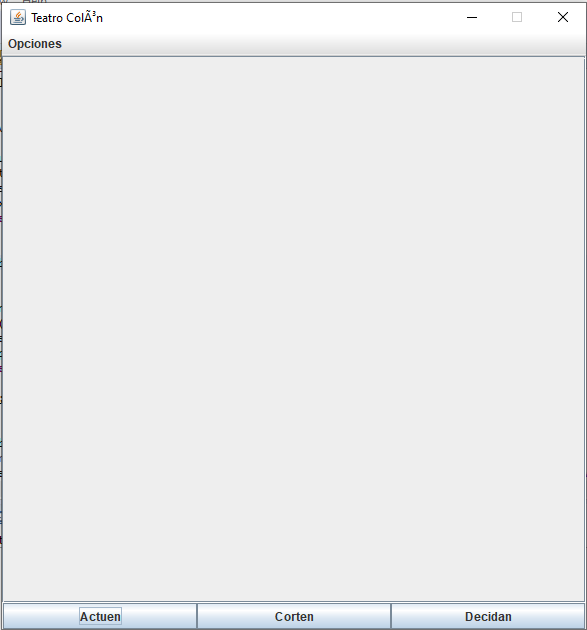 Teatro ColÃ³n
Opciones
Actuen Corten Decidan